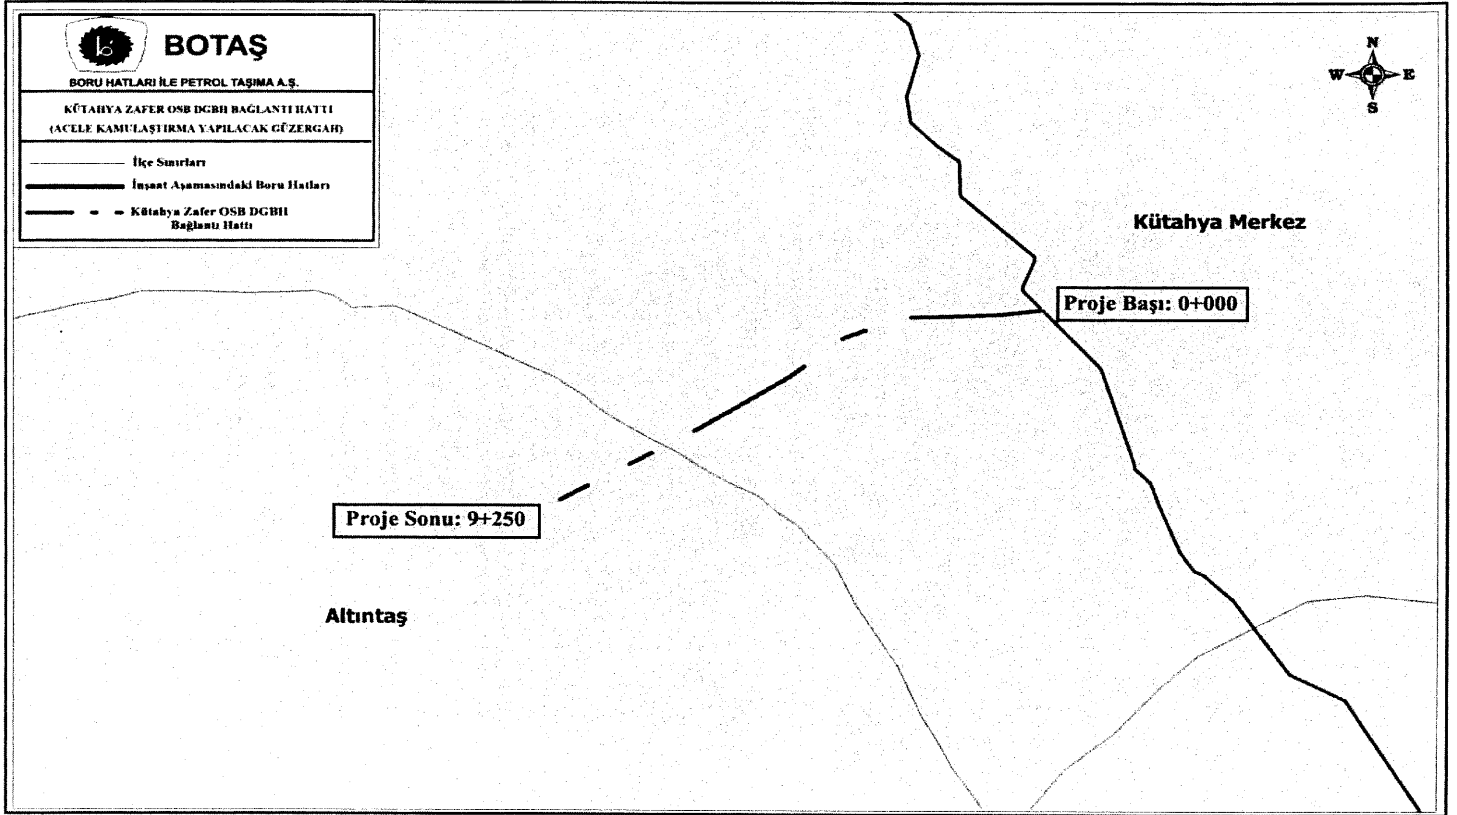 BOTAŞ
BORU HATLARI İLE PETROL TAŞIMA A.Ş.
KÜTAHYA ZAFER OSB DGBH BAĞLANTI HATTI
(ACELE KAMULAŞTIRMA YAPILACAK GÜZERGAH)
İlçe Sınırları
İnşaat Aşamasındaki Boru Hatları
Kütahya Zafer OSB DGBH
Bağlantı Hattı
N
W E
S
Kütahya Merkez
Proje Başı: 0+000
Proje Sonu: 9+250
Altıntaş